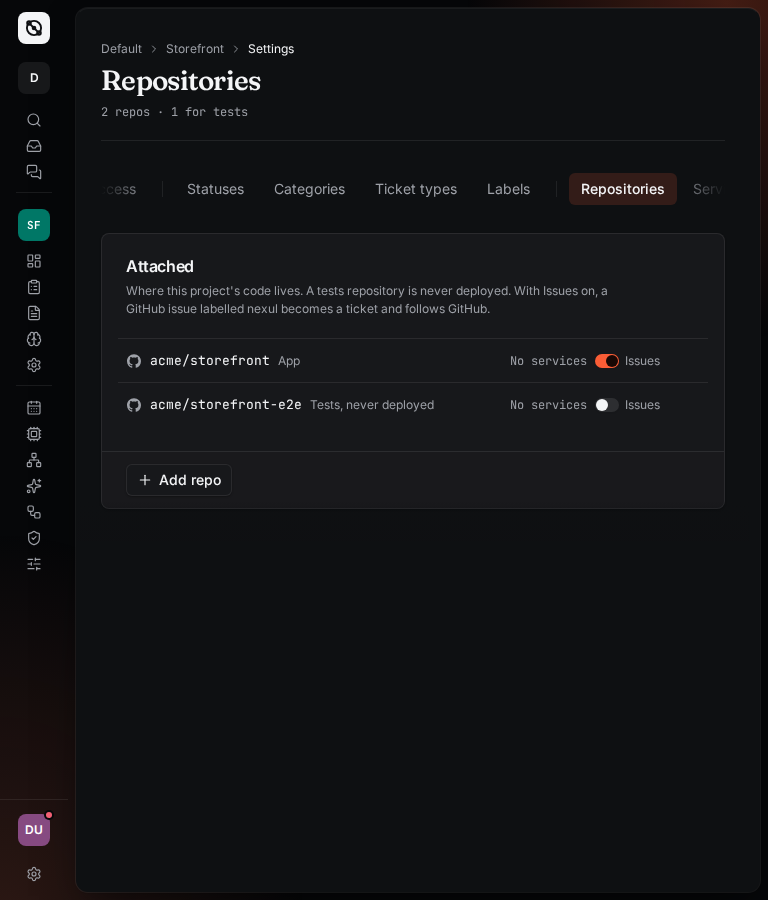 D
SF
DU
Default > Storefront > Settings
Repositories
2 repos · 1 for tests
Statuses Categories Ticket types Labels Repositories
Attached
Where this project's code lives. A tests repository is never deployed. With Issues on, a
GitHub issue labelled nexul becomes a ticket and follows GitHub.
acme/storefront App No services Issues
acme/storefront-e2e Tests, never deployed No services Issues
Add repo